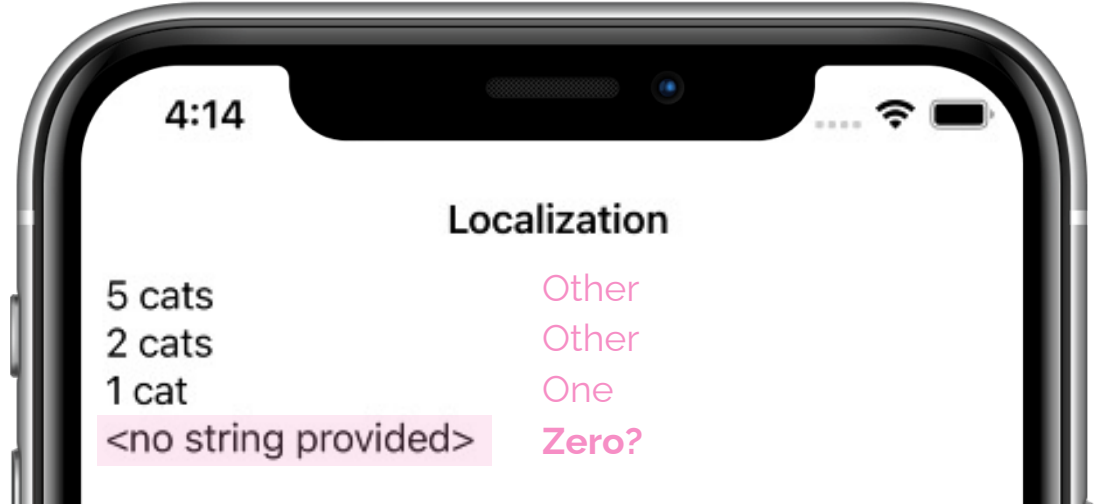 4:14
Localization
5 cats Other
2 cats Other
1 cat One
<no string provided> Zero?